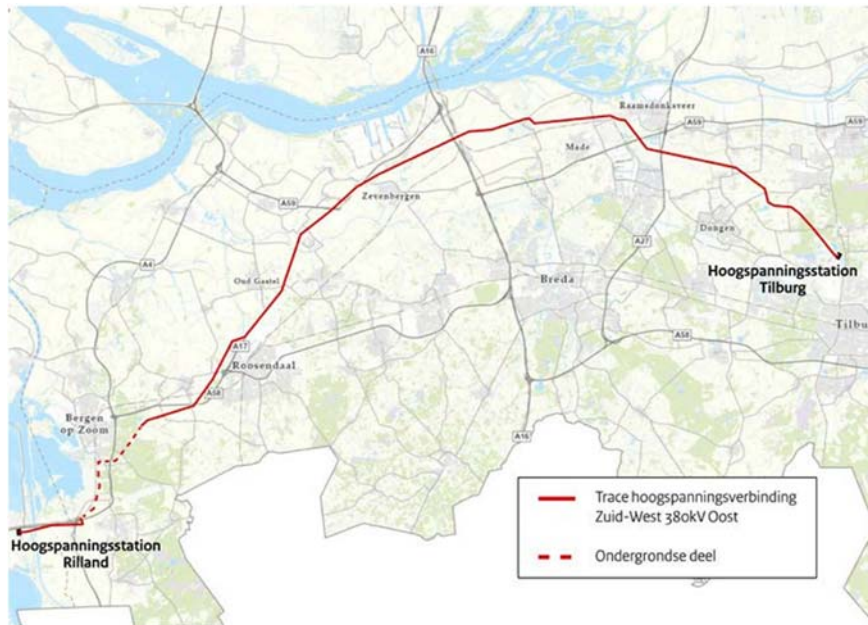 A16
Raamsdonksveer
A59
A59
Made
A59
Zevenbergen
A4
Dongen
A27
Oud Gastel
Hoogspanningsstation
Tilburg
Breda
A17
Roosendaal
A58
Tilbu
A58
Bergen
op Zoom
A16
Trace hoogspanningsverbinding
Zuid-West 380kV Oost
Hoogspanningsstation
Rilland
Ondergrondse deel